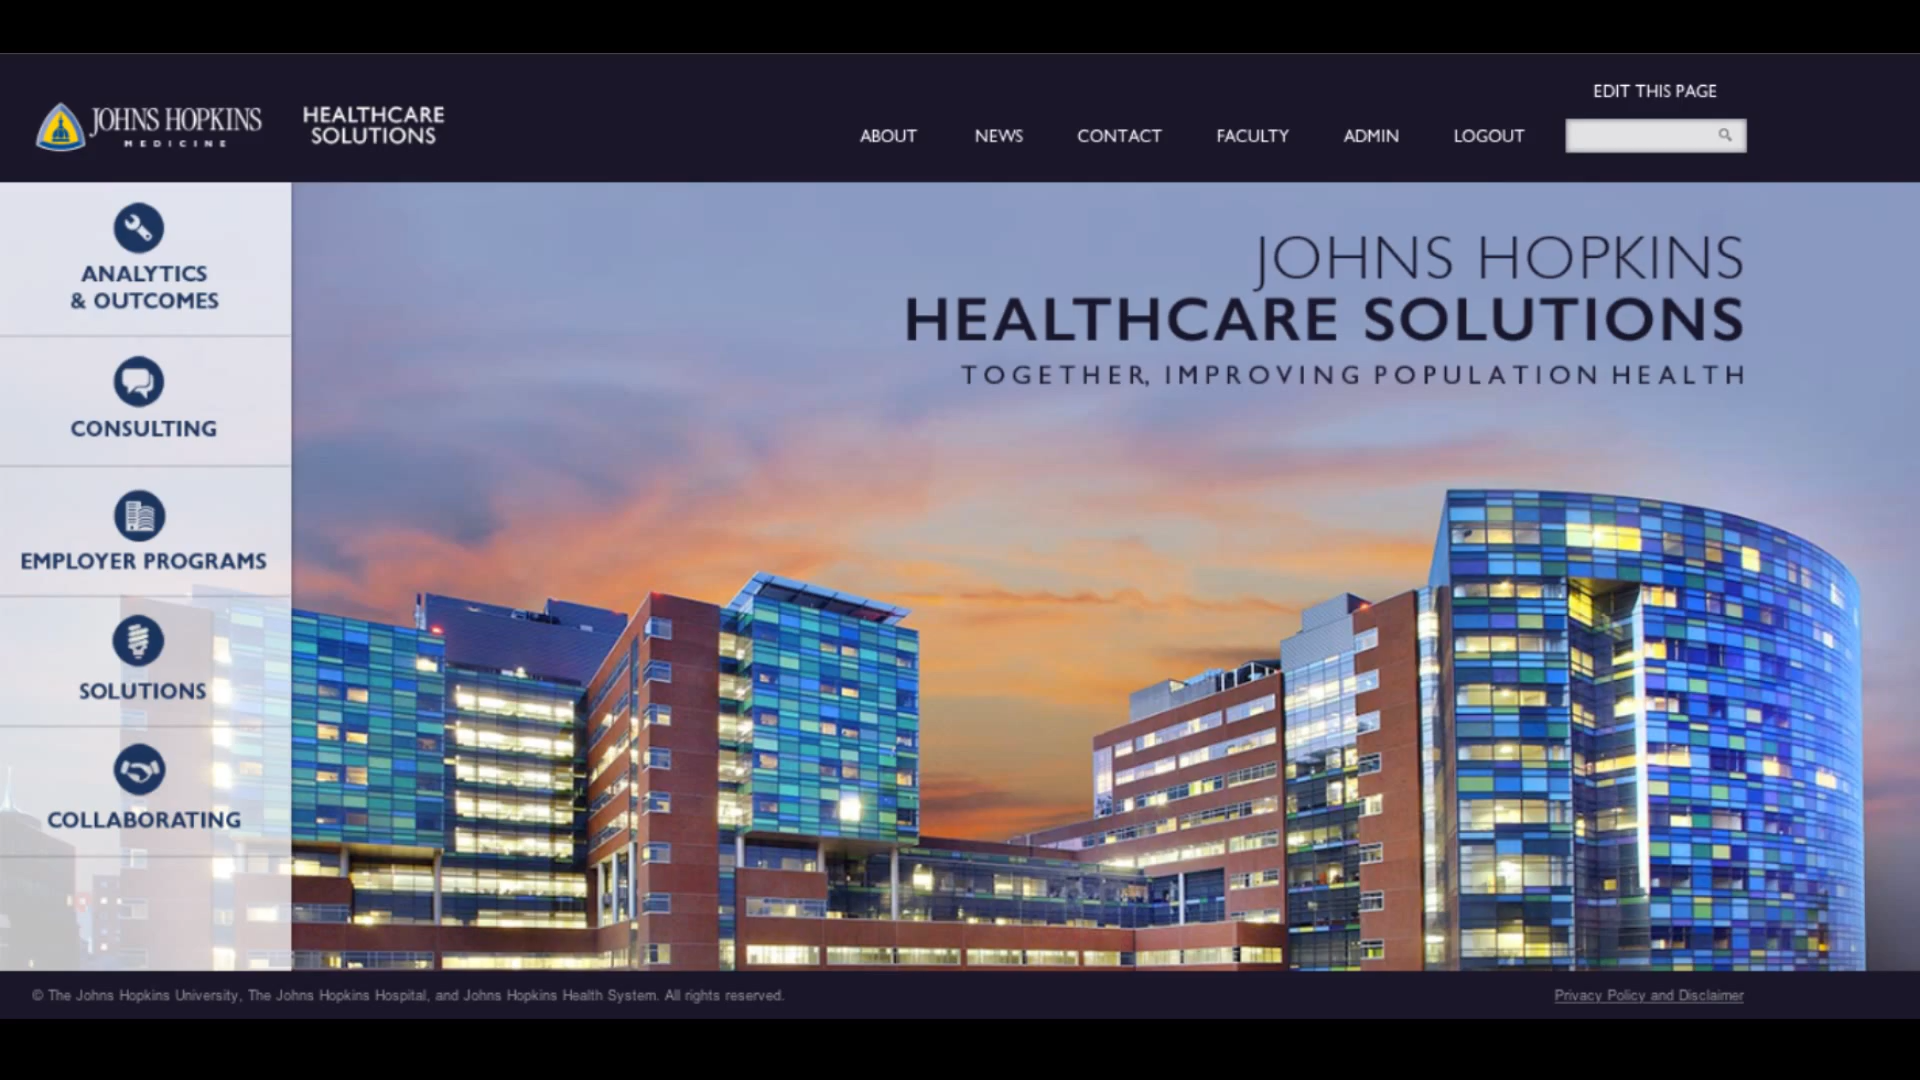 EDIT THIS PAGE
JOHNS HOPKINS
MEDICINE
HEALTHCARE
SOLUTIONS
ABOUT
NEWS
CONTACT
FACULTY
ADMIN
LOGOUT
ANALYTICS
& OUTCOMES
CONSULTING
EMPLOYER PROGRAMS
SOLUTIONS
COLLABORATING
JOHNS HOPKINS
HEALTHCARE SOLUTIONS
TOGETHER, IMPROVING POPULATION HEALTH
© The Johns Hopkins University, The Johns Hopkins Hospital, and Johns Hopkins Health System. All rights reserved.
Privacy Policy and Disclaimer